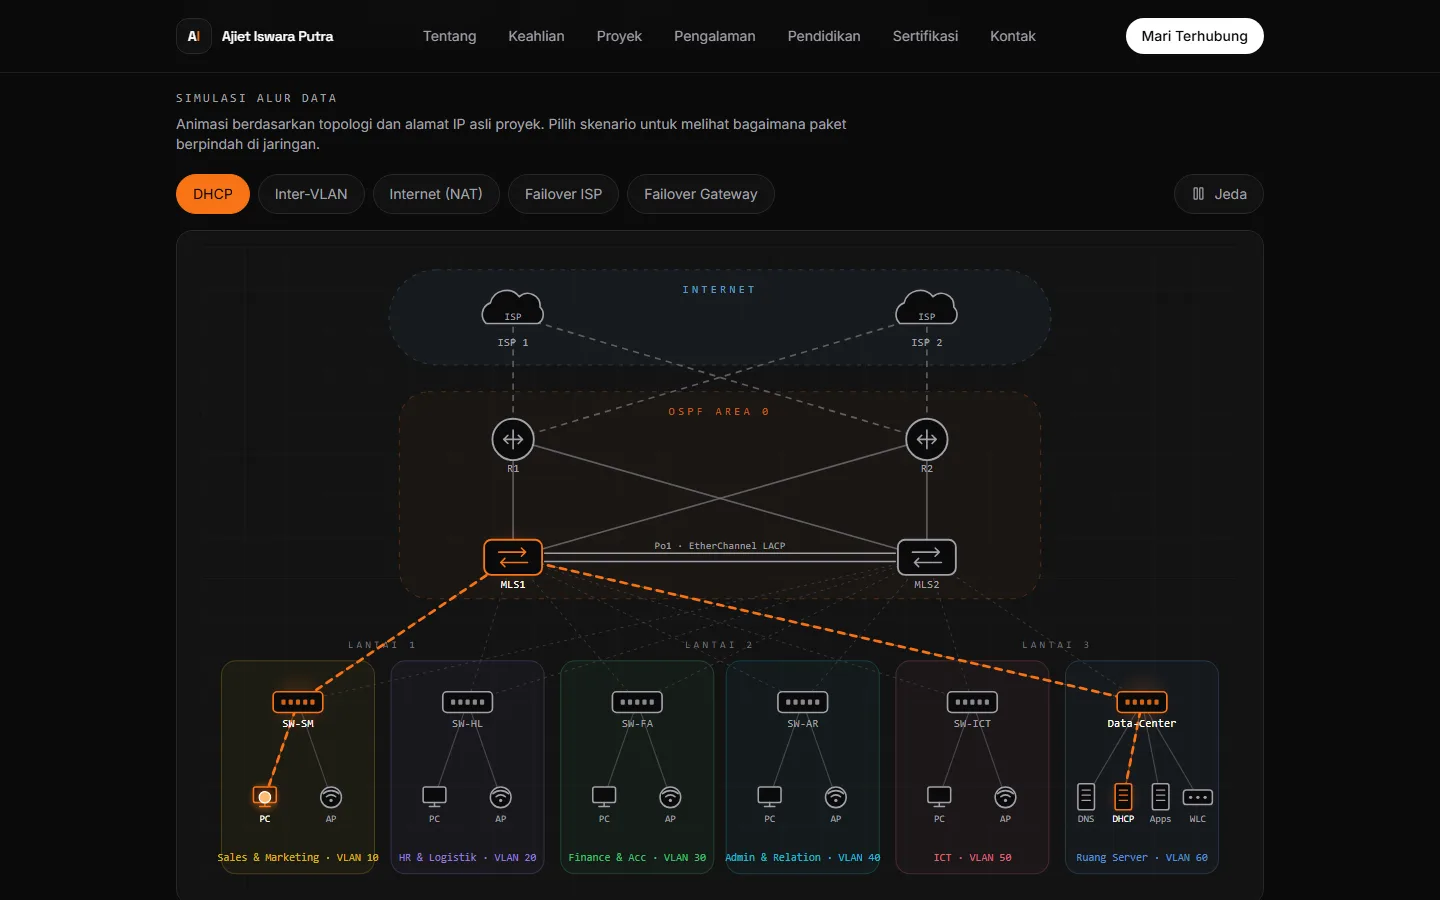 AI Ajiet Iswara Putra Tentang Keahlian Proyek Pengalaman Pendidikan Sertifikasi Kontak Mari Terhubung
SIMULASI ALUR DATA
Animasi berdasarkan topologi dan alamat IP asli proyek. Pilih skenario untuk melihat bagaimana paket
berpindah di jaringan.
DHCP Inter-VLAN Internet (NAT) Failover ISP Failover Gateway Jeda
INTERNET
ISP ISP
ISP 1 ISP 2
OSPF AREA 0
R1 R2
Po1 · EtherChannel LACP
MLS1 MLS2
LANTAI 1 LANTAI 2 LANTAI 3
SW-SM SW-HL SW-FA SW-AR SW-ICT Data-Center
PC AP PC AP PC AP PC AP PC AP DNS DHCP Apps WLC
Sales & Marketing · VLAN 10 HR & Logistik · VLAN 20 Finance & Acc · VLAN 30 Admin & Relation · VLAN 40 ICT · VLAN 50 Ruang Server · VLAN 60